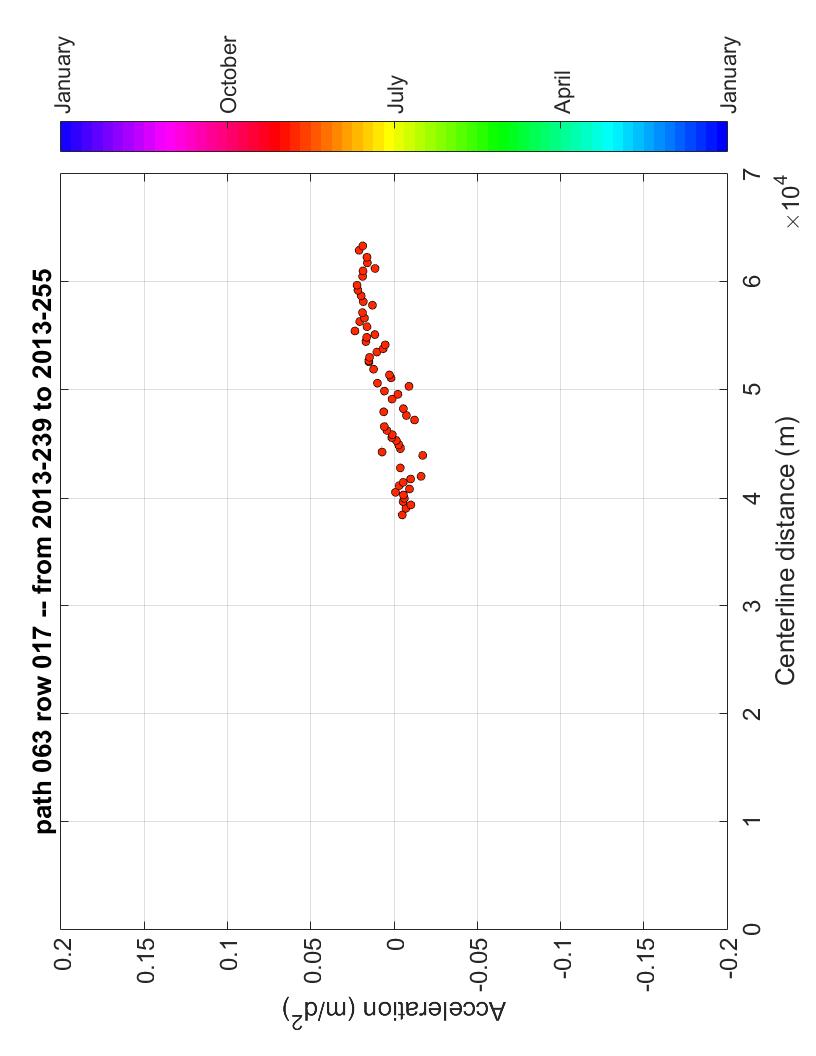 path 063 row 017 -- from 2013-239 to 2013-255
Acceleration (m/d²)
0.2
0.15
0.1
0.05
0
-0.05
-0.1
-0.15
-0.2
0
1
2
3
4
5
6
7
×10⁴
Centerline distance (m)
January
October
July
April
January